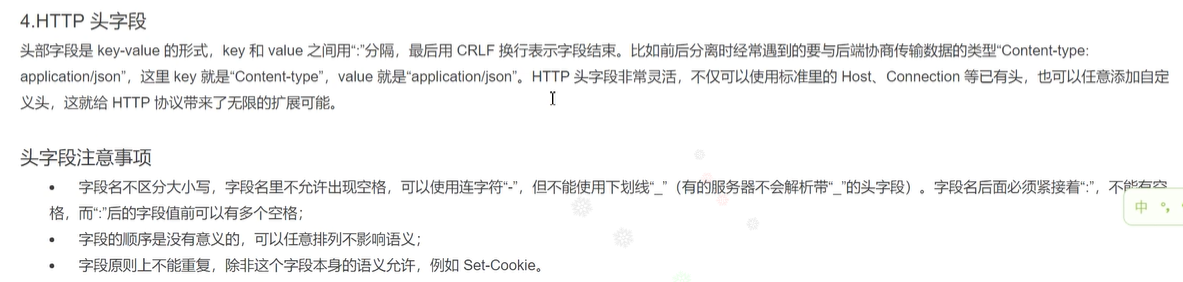 4.HTTP 头字段
头部字段是 key-value 的形式，key 和 value 之间用“:”分隔，最后用 CRLF 换行表示字段结束。比如前后分离时经常遇到的要与后端协商传输数据的类型“Content-type:
application/json”，这里 key 就是“Content-type”，value 就是“application/json”。HTTP 头字段非常灵活，不仅可以使用标准里的 Host、Connection 等已有头，也可以任意添加自定
义头，这就给 HTTP 协议带来了无限的扩展可能。
头字段注意事项
• 字段名不区分大小写，字段名里不允许出现空格，可以使用连字符“-”，但不能使用下划线“_”（有的服务器不会解析带“_”的头字段）。字段名后面必须紧接着“:”，不能有空
格，而“:”后的字段值前可以有多个空格；
• 字段的顺序是没有意义的，可以任意排列不影响语义；
• 字段原则上不能重复，除非这个字段本身的语义允许，例如 Set-Cookie。
中 °，